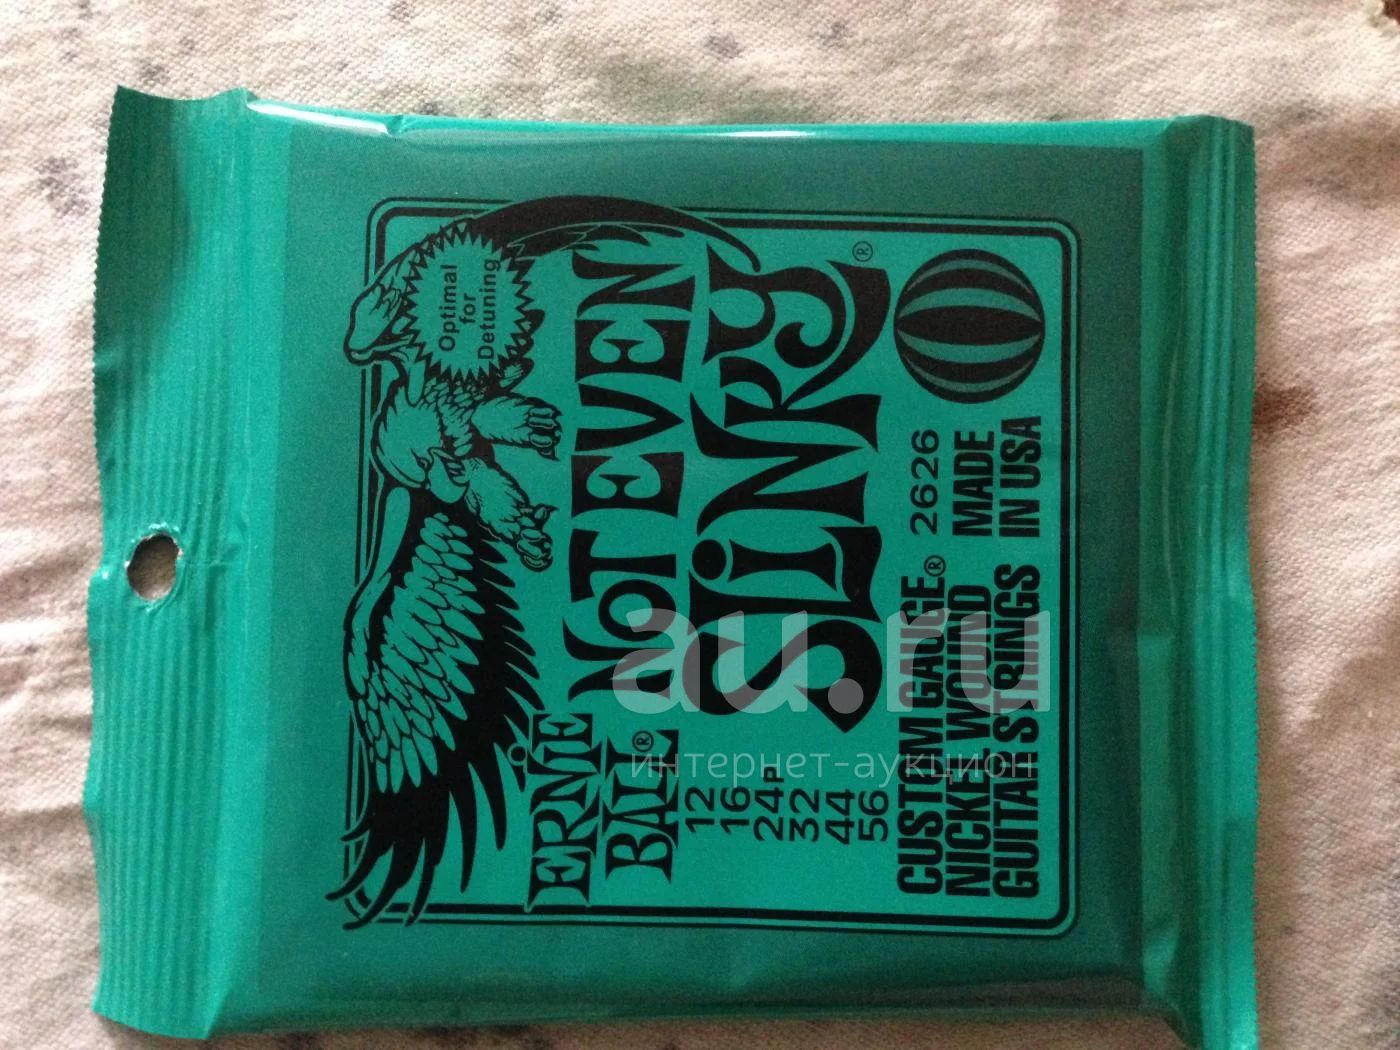 Optimal
for
Detuning
ERNIE
BALL®
NOT EVEN
SLINKY®
12
16
24P
32
44
56
CUSTOM GAUGE® 2626
NICKEL WOUND MADE
GUITAR STRINGS IN USA
au.ru
интернет-аукцион